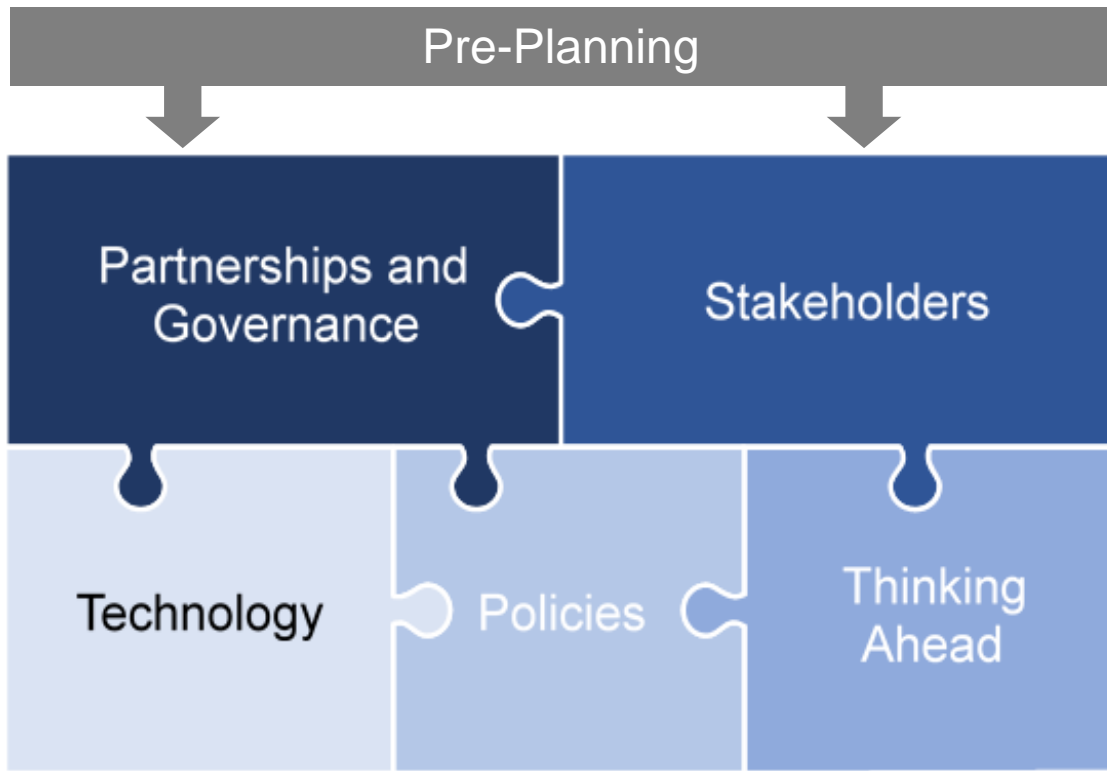 Pre-Planning
Partnerships and
Governance
Stakeholders
Technology
Policies
Thinking
Ahead